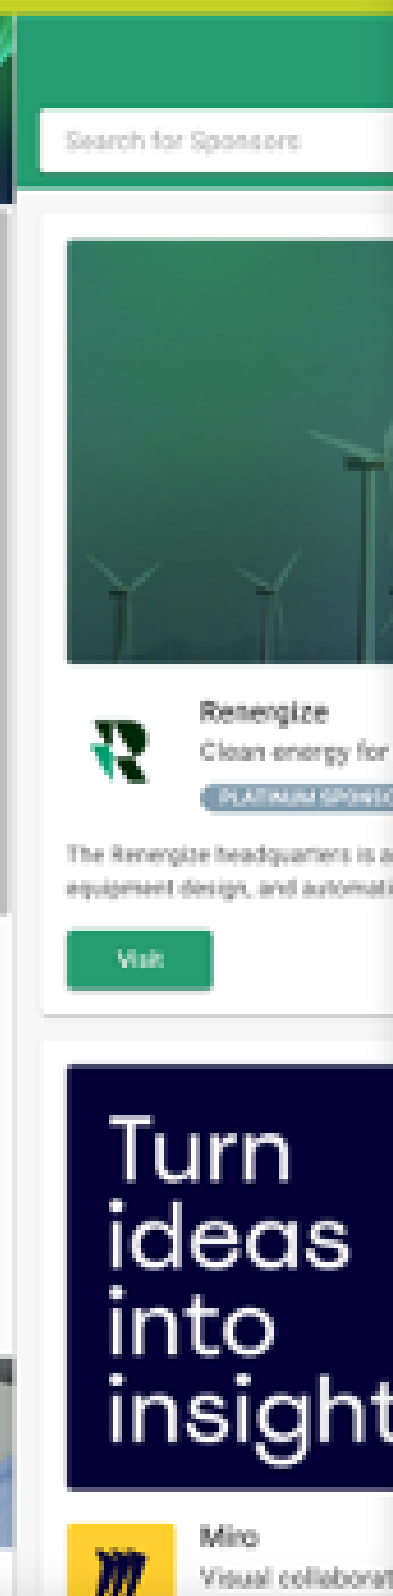 Search for Sponsors
Renergize
Clean energy for
PLATINUM SPONSO
The Renergize headquarters is a
equipment design, and automati
Visit
Turn
ideas
into
insight
Miro
Visual collaborat